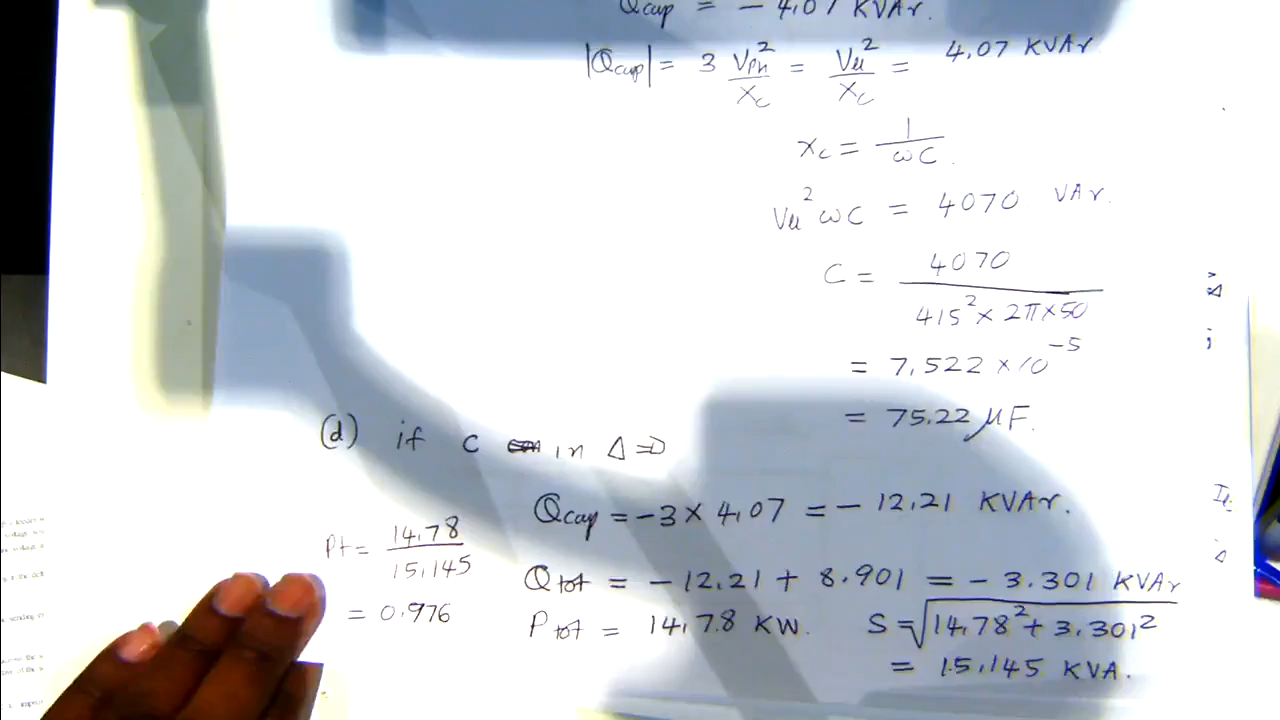 Qcap = - 4.07 KVAr.
|Qcap| = 3 Vph² / Xc = Vll² / Xc = 4.07 KVAr
Xc = 1 / ωC.
Vll² ωC = 4070 VAr.
C = 4070 / 415² × 2π × 50
= 7.522 × 10⁻⁵
= 75.22 μF.
(d) if C in Δ ⇒
Qcap = -3 × 4.07 = - 12.21 KVAr.
Pf = 14.78 / 15.145
= 0.976
Qtot = - 12.21 + 8.901 = - 3.301 KVAr
Ptot = 14.78 KW. S = √14.78² + 3.301²
= 15.145 KVA.